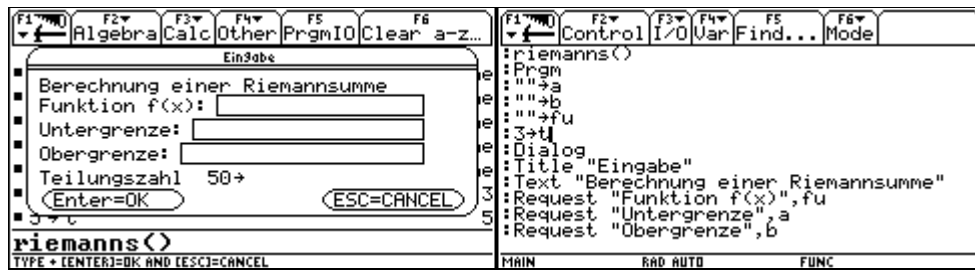 F1 F2 F3 F4 F5 F6
Algebra Calc Other PrgmIO Clear a-z...
Eingabe
Berechnung einer Riemannsumme
Funktion f(x):
Untergrenze:
Obergrenze:
Teilungszahl 50→
Enter=OK ESC=CANCEL
riemanns()
TYPE + [ENTER]=OK AND [ESC]=CANCEL
F1 F2 F3 F4 F5 F6
Control I/O Var Find... Mode
:riemanns()
:Prgm
:""→a
:""→b
:""→fu
:3→t
:Dialog
:Title "Eingabe"
:Text "Berechnung einer Riemannsumme"
:Request "Funktion f(x)",fu
:Request "Untergrenze",a
:Request "Obergrenze",b
MAIN RAD AUTO FUNC